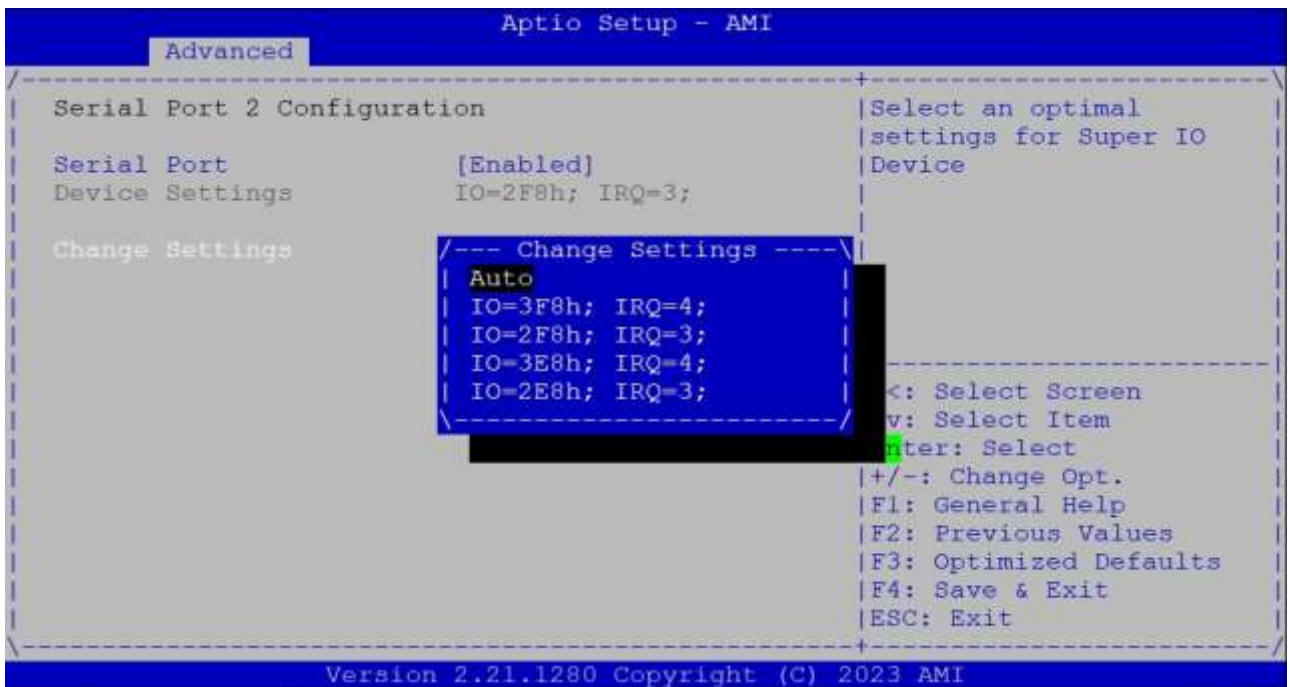 Aptio Setup - AMI
Advanced
Serial Port 2 Configuration
Serial Port [Enabled]
Device Settings IO=2F8h; IRQ=3;
Change Settings
Change Settings
Auto
IO=3F8h; IRQ=4;
IO=2F8h; IRQ=3;
IO=3E8h; IRQ=4;
IO=2E8h; IRQ=3;
Select an optimal
settings for Super IO
Device
<: Select Screen
v: Select Item
nter: Select
+/-: Change Opt.
F1: General Help
F2: Previous Values
F3: Optimized Defaults
F4: Save & Exit
ESC: Exit
Version 2.21.1280 Copyright (C) 2023 AMI